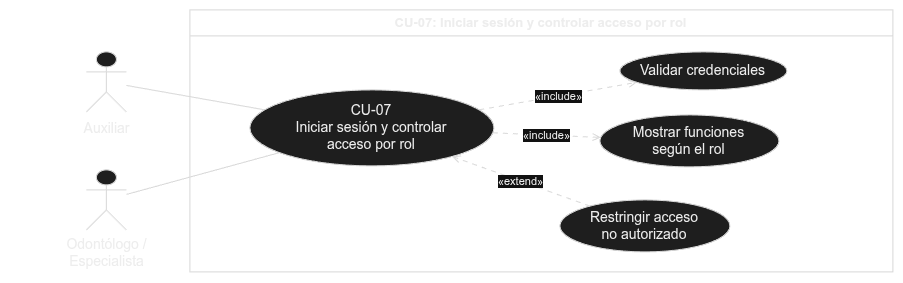 CU-07: Iniciar sesión y controlar acceso por rol
Validar credenciales
«include»
CU-07
Iniciar sesión y controlar
acceso por rol
Auxiliar
«include»
Mostrar funciones
según el rol
«extend»
Restringir acceso
no autorizado
Odontólogo /
Especialista